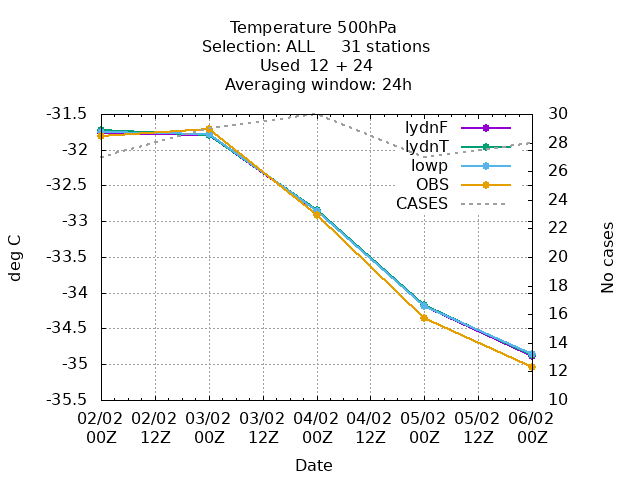 Temperature 500hPa
Selection: ALL 31 stations
Used 12 + 24
Averaging window: 24h
-31.5
-32
-32.5
-33
-33.5
-34
-34.5
-35
-35.5
deg C
30
28
26
24
22
20
18
16
14
12
10
No cases
lydnF
lydnT
lowp
OBS
CASES
02/02 02/02 03/02 03/02 04/02 04/02 05/02 05/02 06/02
00Z 12Z 00Z 12Z 00Z 12Z 00Z 12Z 00Z
Date